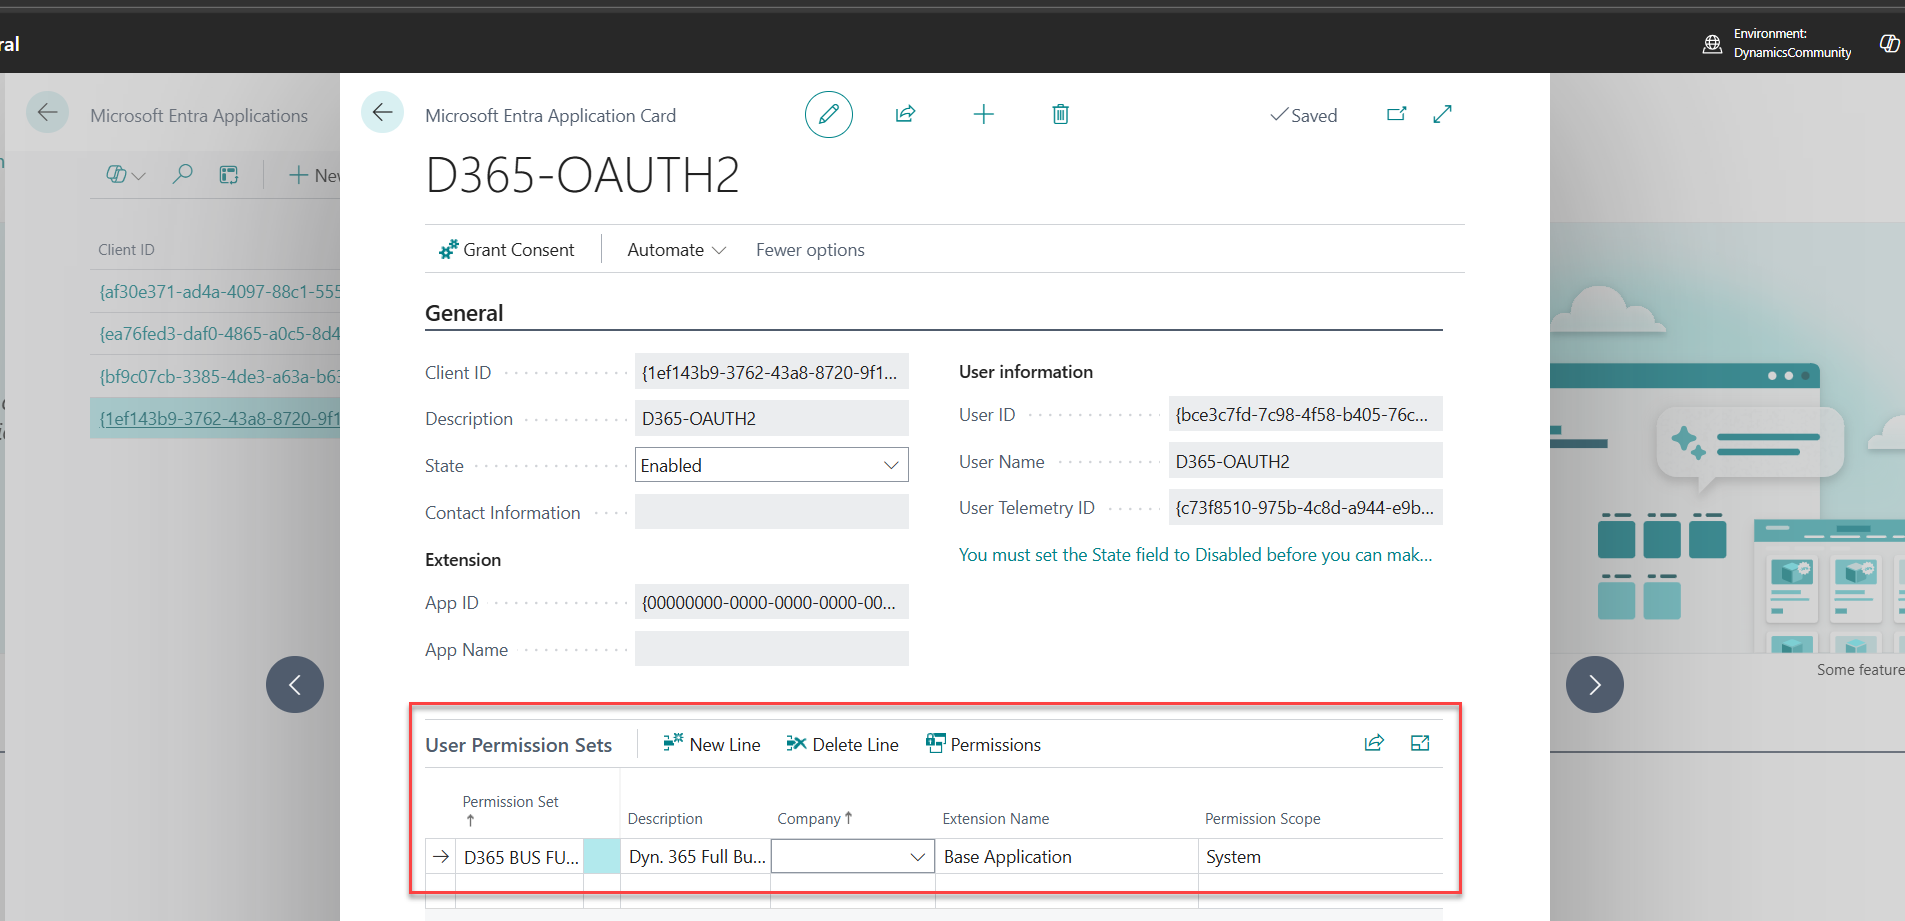 ral
Environment:
DynamicsCommunity
Microsoft Entra Applications
New
Client ID
{af30e371-ad4a-4097-88c1-555
{ea76fed3-daf0-4865-a0c5-8d4
{bf9c07cb-3385-4de3-a63a-b63
{1ef143b9-3762-43a8-8720-9f1
Microsoft Entra Application Card
Saved
D365-OAUTH2
Grant Consent Automate Fewer options
General
Client ID {1ef143b9-3762-43a8-8720-9f1...
Description D365-OAUTH2
State Enabled
Contact Information
Extension
App ID {00000000-0000-0000-0000-00...
App Name
User information
User ID {bce3c7fd-7c98-4f58-b405-76c...
User Name D365-OAUTH2
User Telemetry ID {c73f8510-975b-4c8d-a944-e9b...
You must set the State field to Disabled before you can mak...
User Permission Sets New Line Delete Line Permissions
Permission Set ↑ Description Company ↑ Extension Name Permission Scope
→ D365 BUS FU... Dyn. 365 Full Bu... Base Application System
Some feature